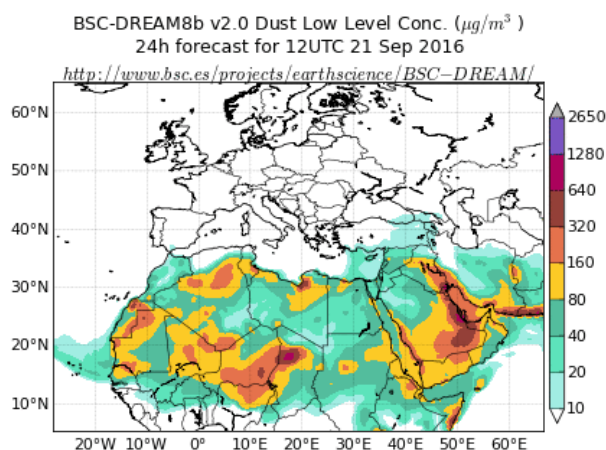 BSC-DREAM8b v2.0 Dust Low Level Conc. (μg/m³ )
24h forecast for 12UTC 21 Sep 2016
http://www.bsc.es/projects/earthscience/BSC−DREAM/
60°N
50°N
40°N
30°N
20°N
10°N
20°W 10°W 0° 10°E 20°E 30°E 40°E 50°E 60°E
2650
1280
640
320
160
80
40
20
10